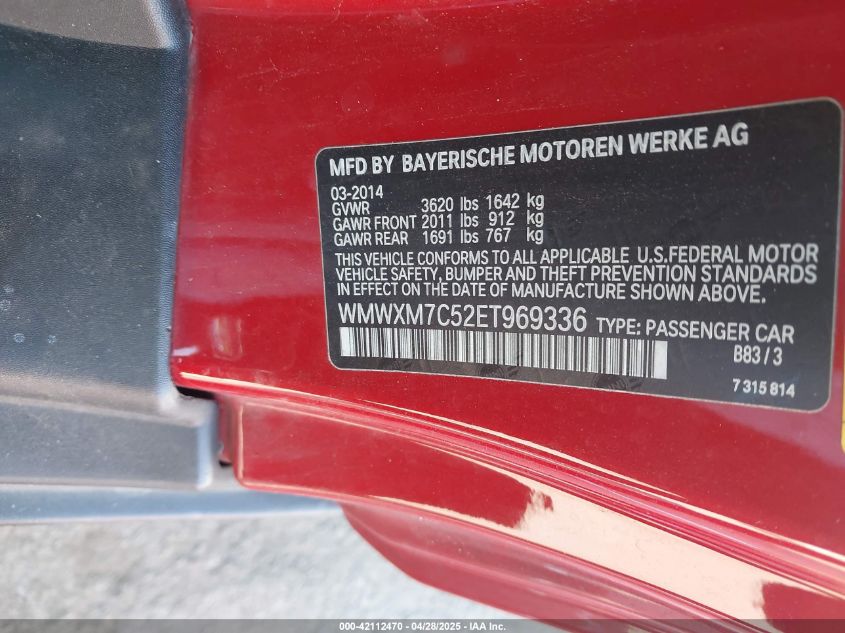 MFD BY BAYERISCHE MOTOREN WERKE AG
03-2014
GVWR 3620 lbs 1642 kg
GAWR FRONT 2011 lbs 912 kg
GAWR REAR 1691 lbs 767 kg
THIS VEHICLE CONFORMS TO ALL APPLICABLE U.S.FEDERAL MOTOR
VEHICLE SAFETY, BUMPER AND THEFT PREVENTION STANDARDS
IN EFFECT ON THE DATE OF MANUFACTURE SHOWN ABOVE.
WMWXM7C52ET969336 TYPE: PASSENGER CAR
B83 / 3
7 315 814
000-42112470 - 04/28/2025 - IAA Inc.